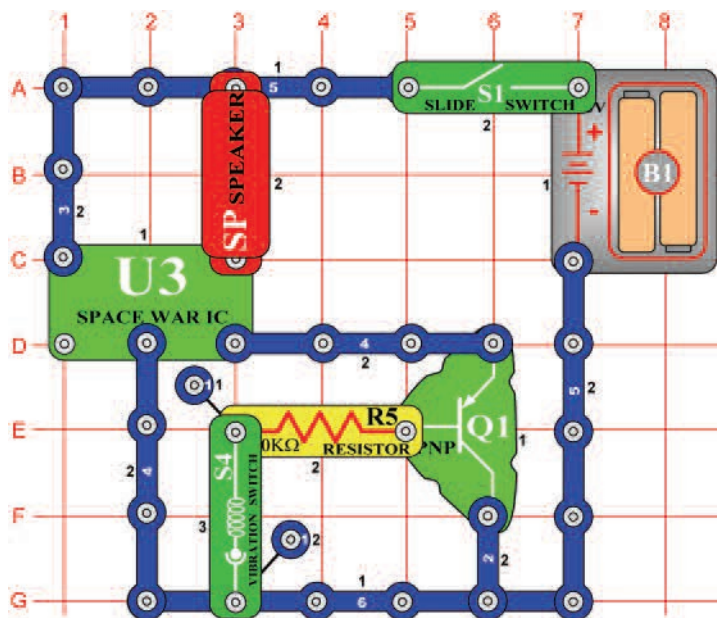 1 2 3 4 5 6 7 8
A
1
5
S1
SLIDE SWITCH
2
V
+
B
SP SPEAKER
2
3 2
1
B1
-
C
1
U3
SPACE WAR IC
D
4
2
1 1
5 2
E
R5
0KΩ
RESISTOR
2
PNP
Q1
1
S4
VIBRATION SWITCH
3
2 4
F
1 2
2 2
G
1
6